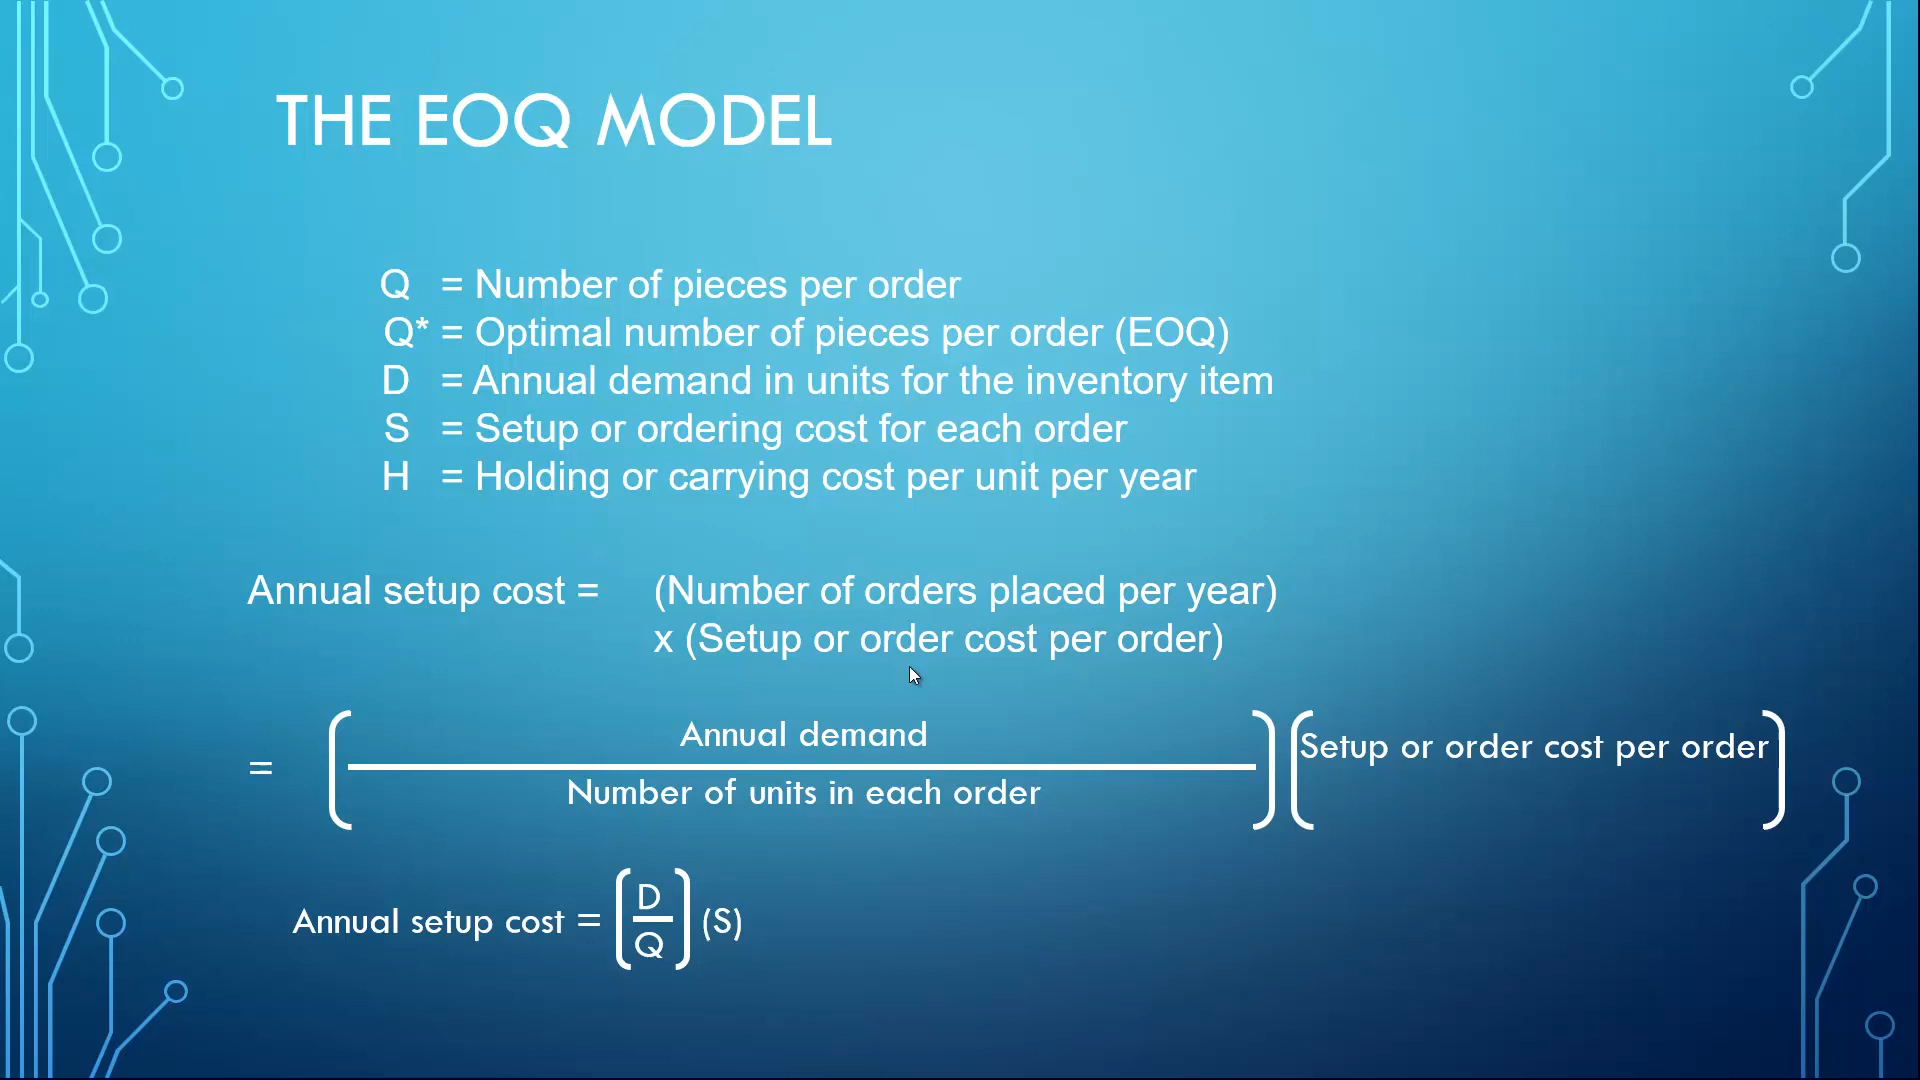 THE EOQ MODEL
Q = Number of pieces per order
Q* = Optimal number of pieces per order (EOQ)
D = Annual demand in units for the inventory item
S = Setup or ordering cost for each order
H = Holding or carrying cost per unit per year
Annual setup cost = (Number of orders placed per year)
x (Setup or order cost per order)
Annual demand
= Number of units in each order
Setup or order cost per order
Annual setup cost = D
Q
(S)